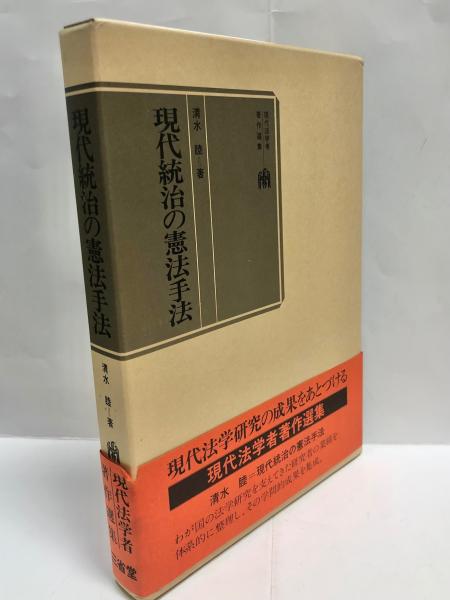 現代法学者
著作選集
清水 睦=著
現代統治の憲法手法
現代統治の憲法手法
清水 睦=著
現代法学研究の成果をあとづける
現代法学者著作選集
清水 睦=現代統治の憲法手法
わが国の法学研究を支えてきた研究者の業績を
体系的に整理し、その学問的成果を集成。
現代法学者
著作選集
三省堂